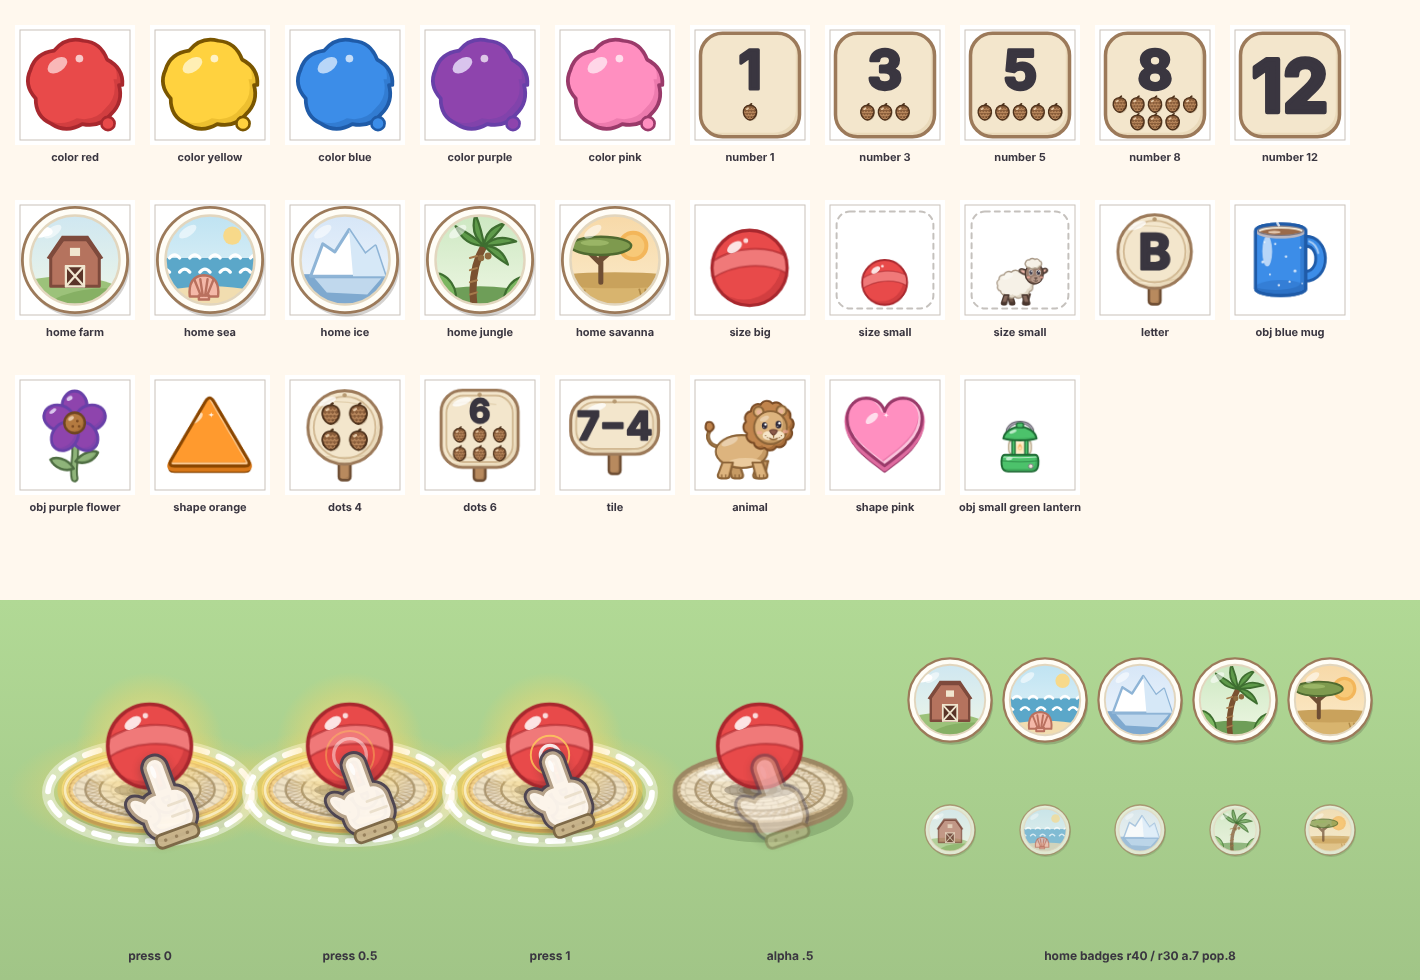 1 3 5 8 12
color red color yellow color blue color purple color pink number 1 number 3 number 5 number 8 number 12
B
home farm home sea home ice home jungle home savanna size big size small size small letter obj blue mug
6 7−4
obj purple flower shape orange dots 4 dots 6 tile animal shape pink obj small green lantern
press 0 press 0.5 press 1 alpha .5 home badges r40 / r30 a.7 pop.8